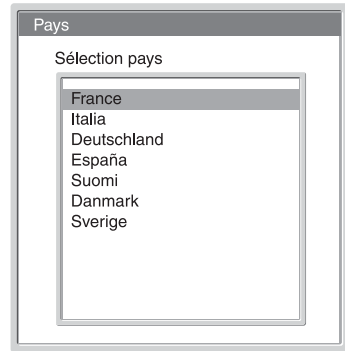 Pays
Sélection pays
France
Italia
Deutschland
España
Suomi
Danmark
Sverige